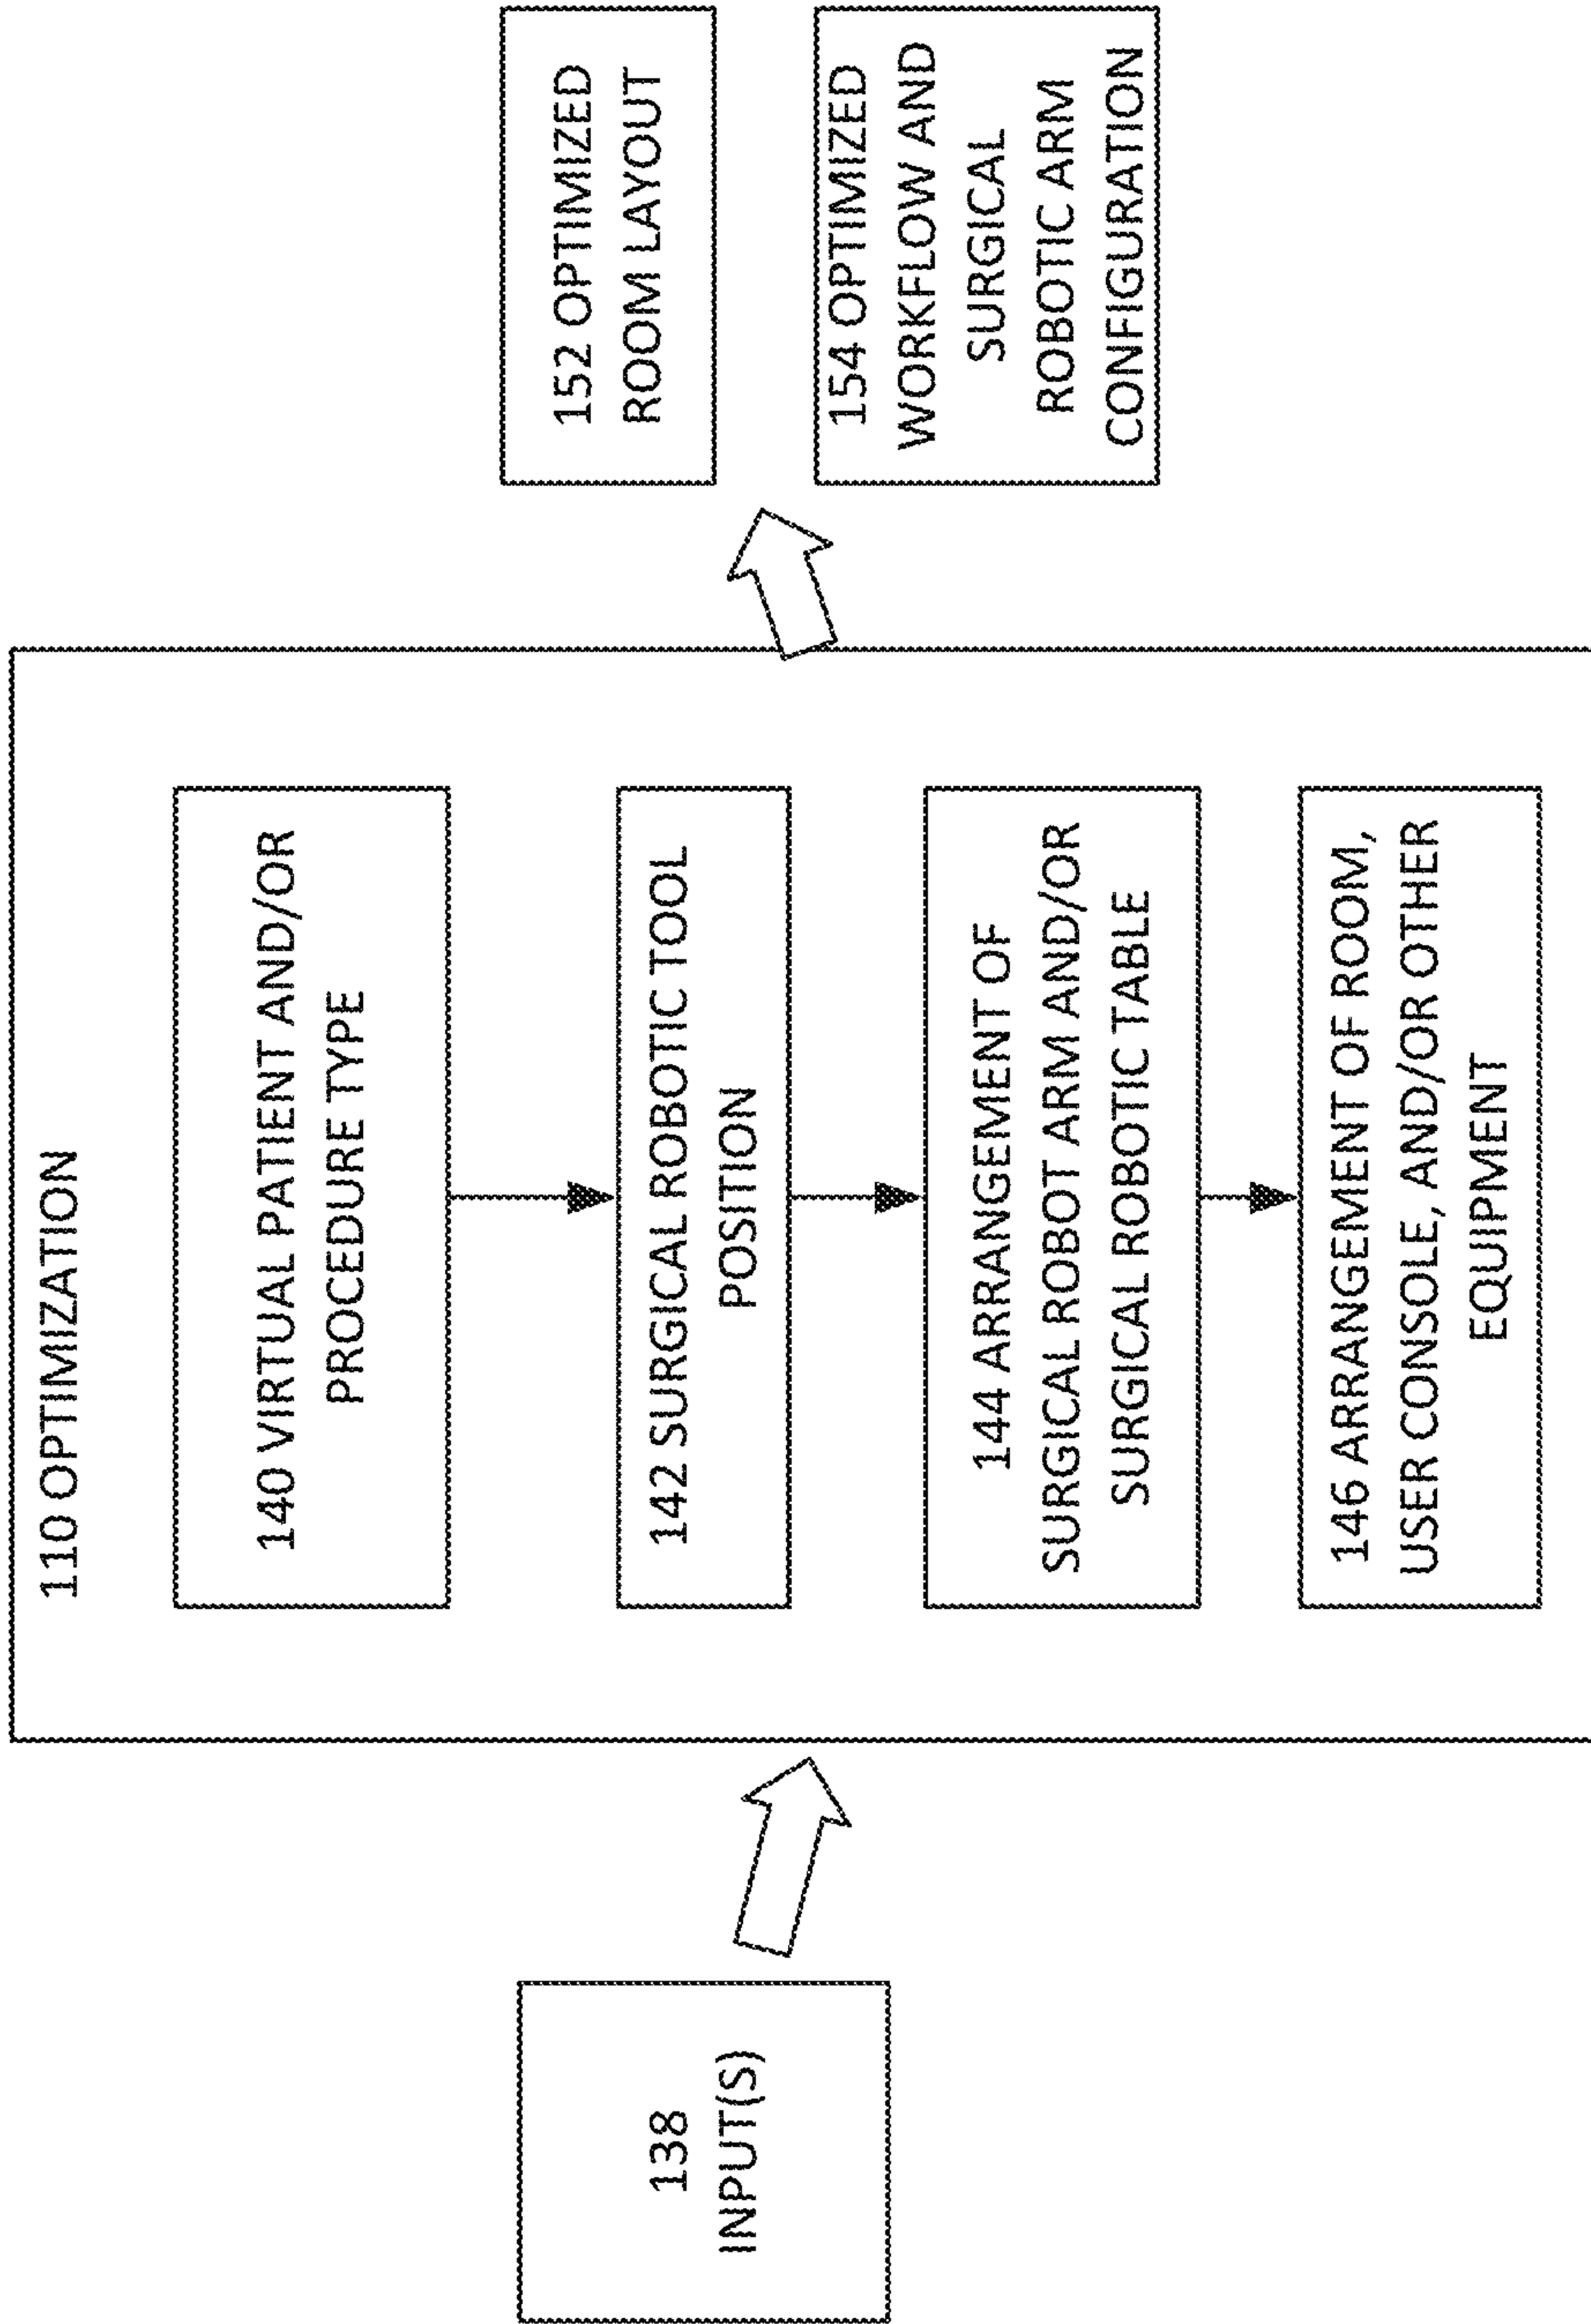 138
INPUT(S)
110 OPTIMIZATION
140 VIRTUAL PATIENT AND/OR
PROCEDURE TYPE
142 SURGICAL ROBOTIC TOOL
POSITION
144 ARRANGEMENT OF
SURGICAL ROBOT ARM AND/OR
SURGICAL ROBOTIC TABLE
146 ARRANGEMENT OF ROOM,
USER CONSOLE, AND/OR OTHER
EQUIPMENT
152 OPTIMIZED
ROOM LAYOUT
154 OPTIMIZED
WORKFLOW AND
SURGICAL
ROBOTIC ARM
CONFIGURATION